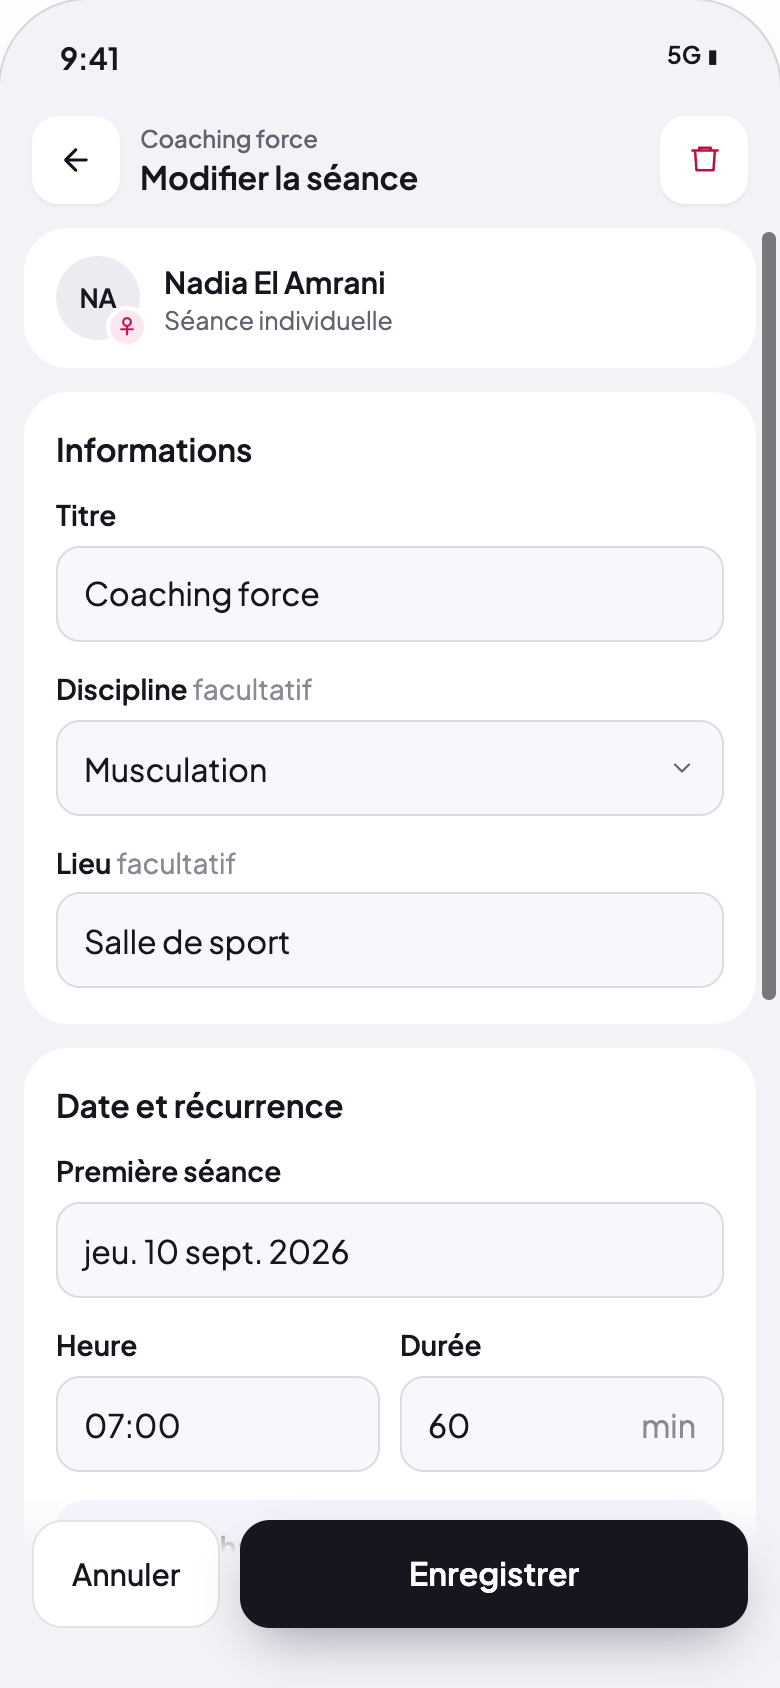 9:41
5G
Coaching force
Modifier la séance
NA
Nadia El Amrani
Séance individuelle
Informations
Titre
Coaching force
Discipline facultatif
Musculation
Lieu facultatif
Salle de sport
Date et récurrence
Première séance
jeu. 10 sept. 2026
Heure
Durée
07:00
60 min
Annuler
Enregistrer